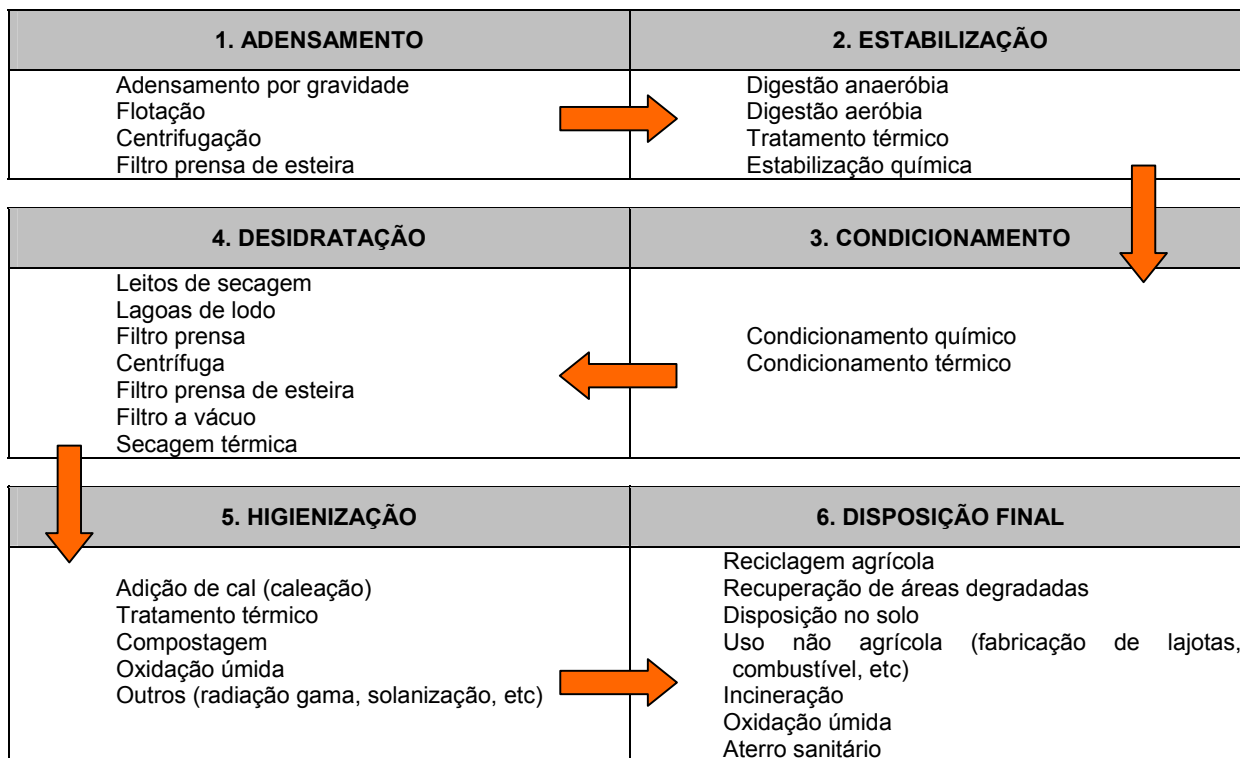 1. ADENSAMENTO
Adensamento por gravidade
Flotação
Centrifugação
Filtro prensa de esteira
2. ESTABILIZAÇÃO
Digestão anaeróbia
Digestão aeróbia
Tratamento térmico
Estabilização química
3. CONDICIONAMENTO
Condicionamento químico
Condicionamento térmico
4. DESIDRATAÇÃO
Leitos de secagem
Lagoas de lodo
Filtro prensa
Centrífuga
Filtro prensa de esteira
Filtro a vácuo
Secagem térmica
5. HIGIENIZAÇÃO
Adição de cal (caleação)
Tratamento térmico
Compostagem
Oxidação úmida
Outros (radiação gama, solanização, etc)
6. DISPOSIÇÃO FINAL
Reciclagem agrícola
Recuperação de áreas degradadas
Disposição no solo
Uso não agrícola (fabricação de lajotas,
combustível, etc)
Incineração
Oxidação úmida
Aterro sanitário